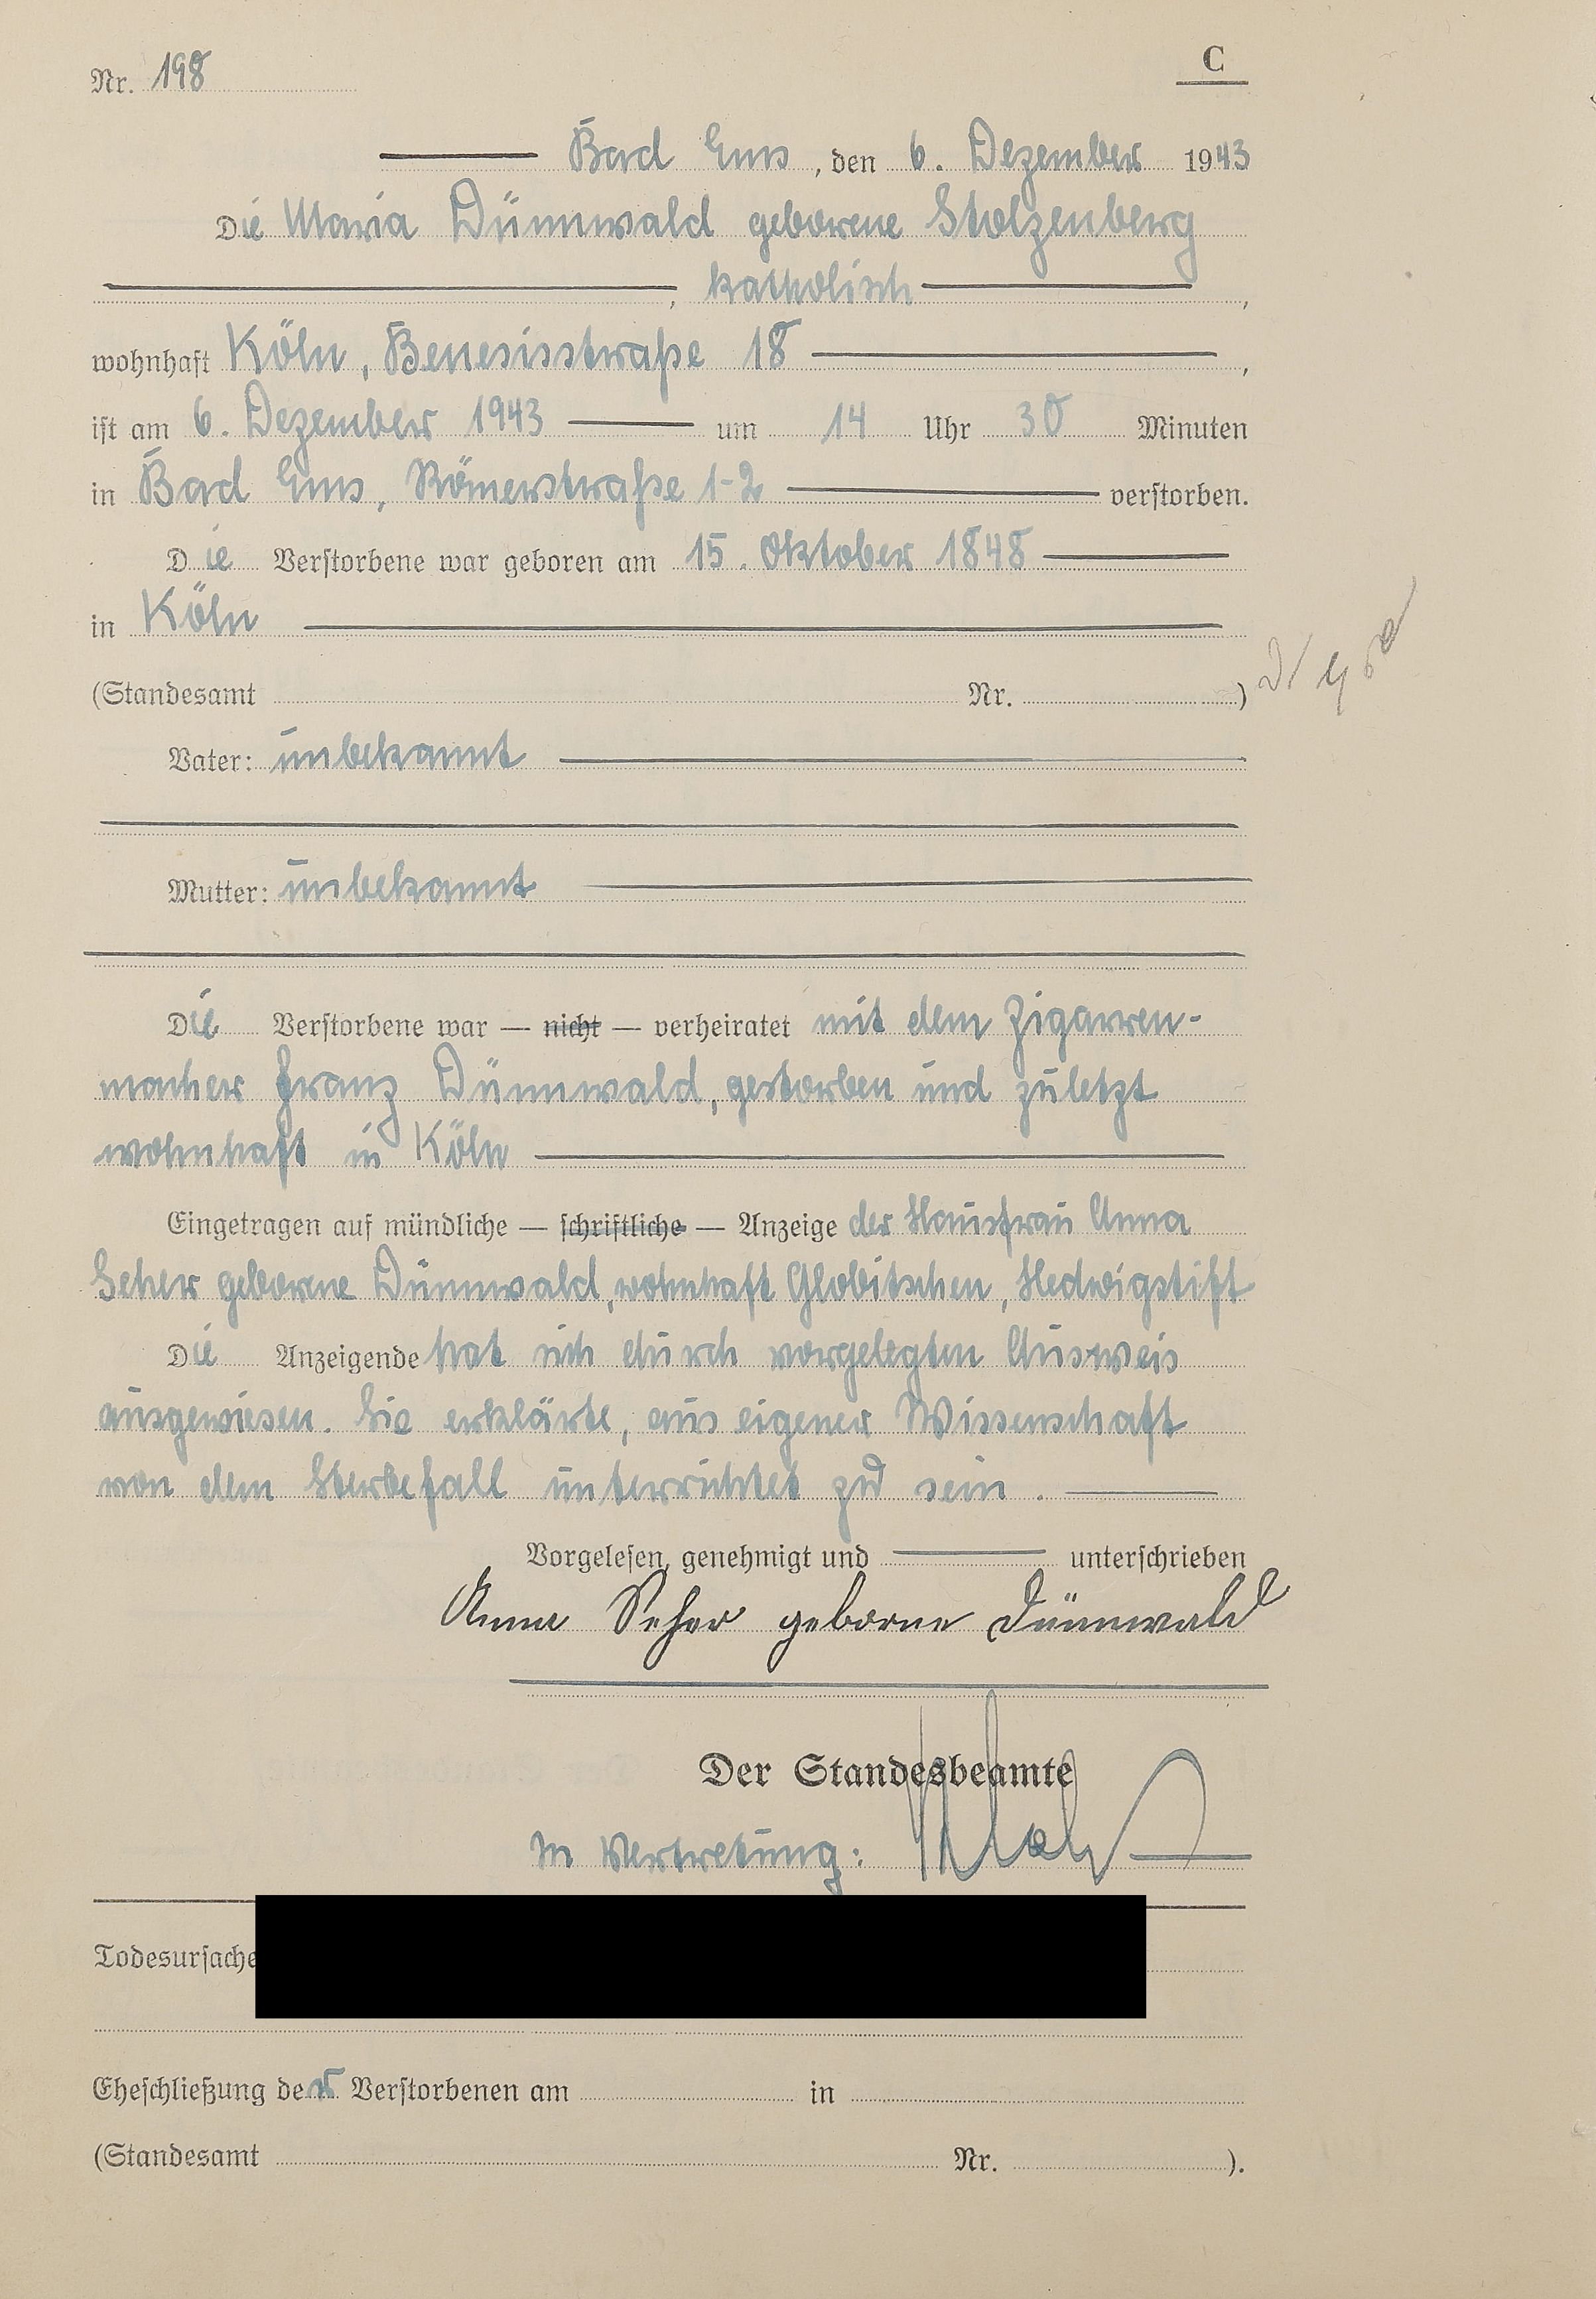 Nr. 198
C
Bad Ems, den 6. Dezember 1943
Die Maria Dünnwald geborene Stolzenberg
, katholisch ,
wohnhaft Köln, Benesisstraße 18 ,
ist am 6. Dezember 1943 um 14 Uhr 30 Minuten
in Bad Ems, Römerstraße 1-2 verstorben.
Die Verstorbene war geboren am 15. Oktober 1848
in Köln
(Standesamt Nr. )
Vater: unbekannt
Mutter: unbekannt
Die Verstorbene war — nicht — verheiratet mit dem Zigarren-
macher Franz Dünnwald, gestorben und zuletzt
wohnhaft in Köln
Eingetragen auf mündliche — schriftliche — Anzeige der Hausfrau Anna
Seher geborene Dünnwald, wohnhaft Globitschen, Hedwigstift
Die Anzeigende hat sich durch vorgelegten Ausweis
ausgewiesen. Sie erklärte, aus eigener Wissenschaft
von dem Sterbefall unterrichtet zu sein.
Vorgelesen, genehmigt und unterschrieben
Anna Seher geborne Dünnwald
Der Standesbeamte
In Vertretung:
Todesursache
Eheschließung der Verstorbenen am in
(Standesamt Nr. ).